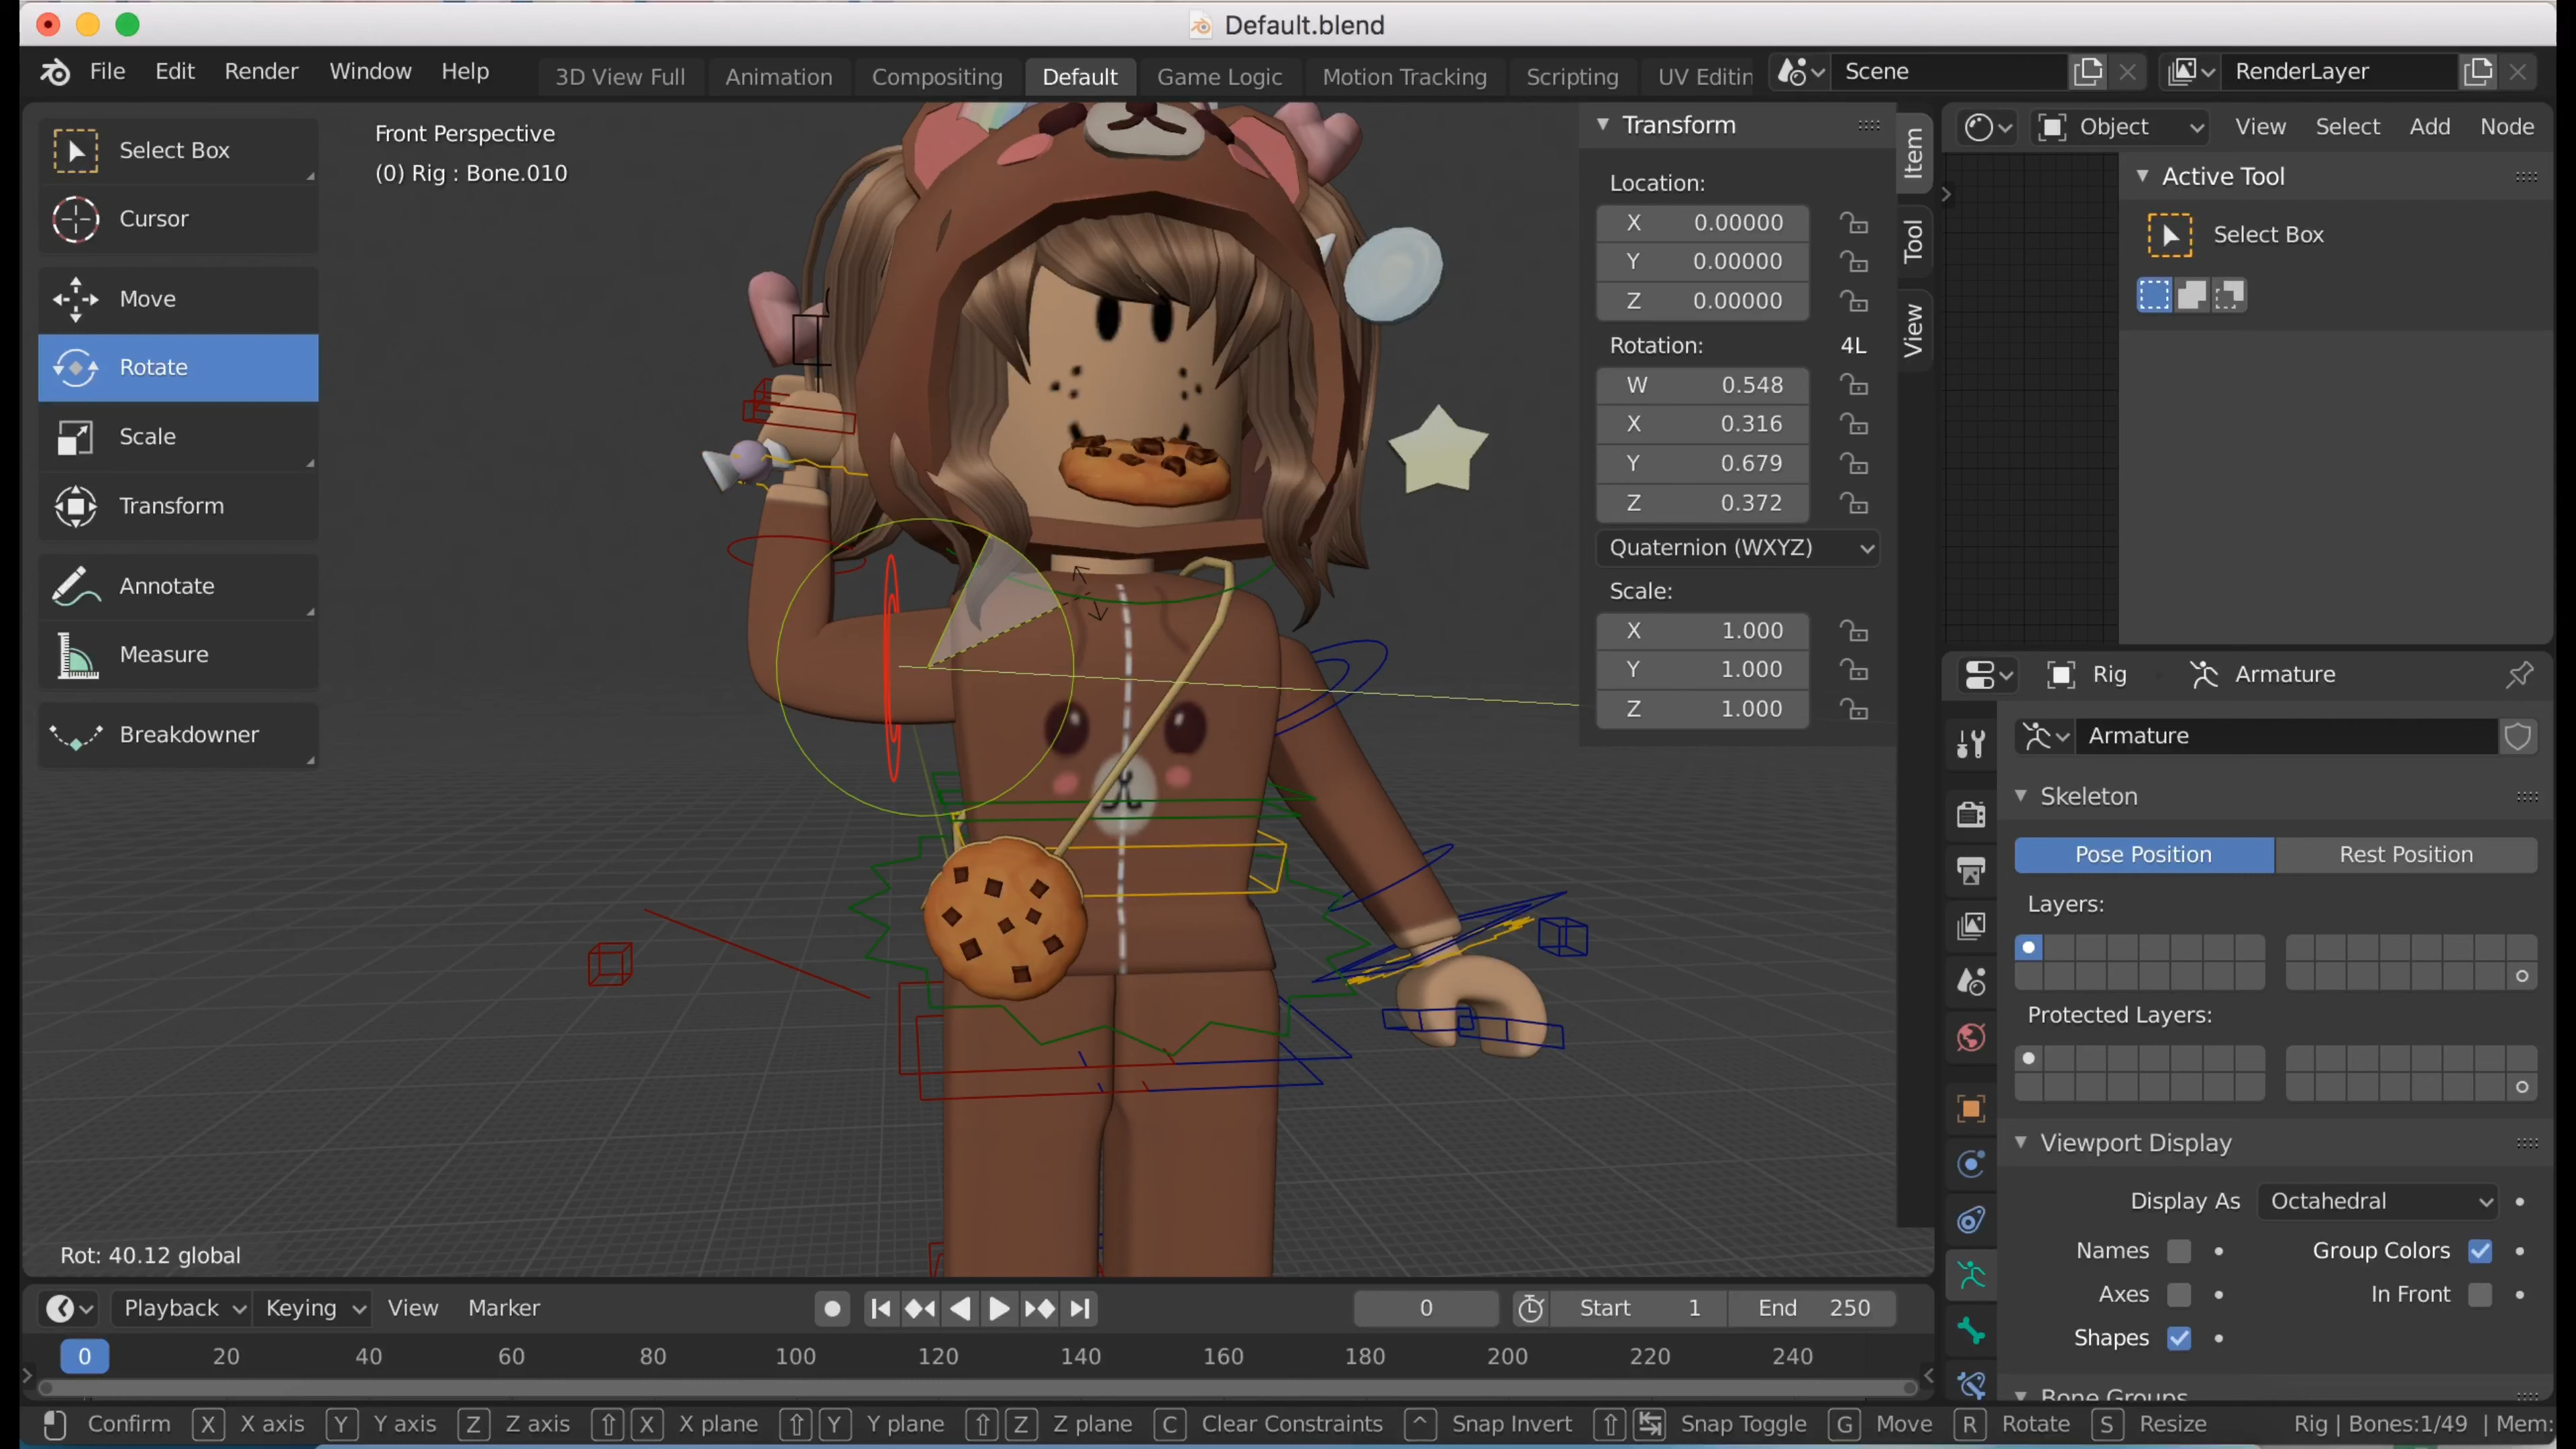 Default.blend
File Edit Render Window Help 3D View Full Animation Compositing Default Game Logic Motion Tracking Scripting UV Editin Scene RenderLayer
Object View Select Add Node
Select Box
Cursor
Move
Rotate
Scale
Transform
Annotate
Measure
Breakdowner
Front Perspective
(0) Rig : Bone.010
Transform
Location:
X 0.00000
Y 0.00000
Z 0.00000
Rotation: 4L
W 0.548
X 0.316
Y 0.679
Z 0.372
Quaternion (WXYZ)
Scale:
X 1.000
Y 1.000
Z 1.000
Item
Tool
View
Active Tool
Select Box
Rig Armature
Armature
Skeleton
Pose Position Rest Position
Layers:
Protected Layers:
Viewport Display
Display As Octahedral
Names Group Colors
Axes In Front
Shapes
Bone Groups
Rot: 40.12 global
Playback Keying View Marker 0 Start 1 End 250
0 20 40 60 80 100 120 140 160 180 200 220 240
Confirm X X axis Y Y axis Z Z axis ⇧ X X plane ⇧ Y Y plane ⇧ Z Z plane C Clear Constraints ^ Snap Invert ⇧ ↹ Snap Toggle G Move R Rotate S Resize Rig | Bones:1/49 | Mem: